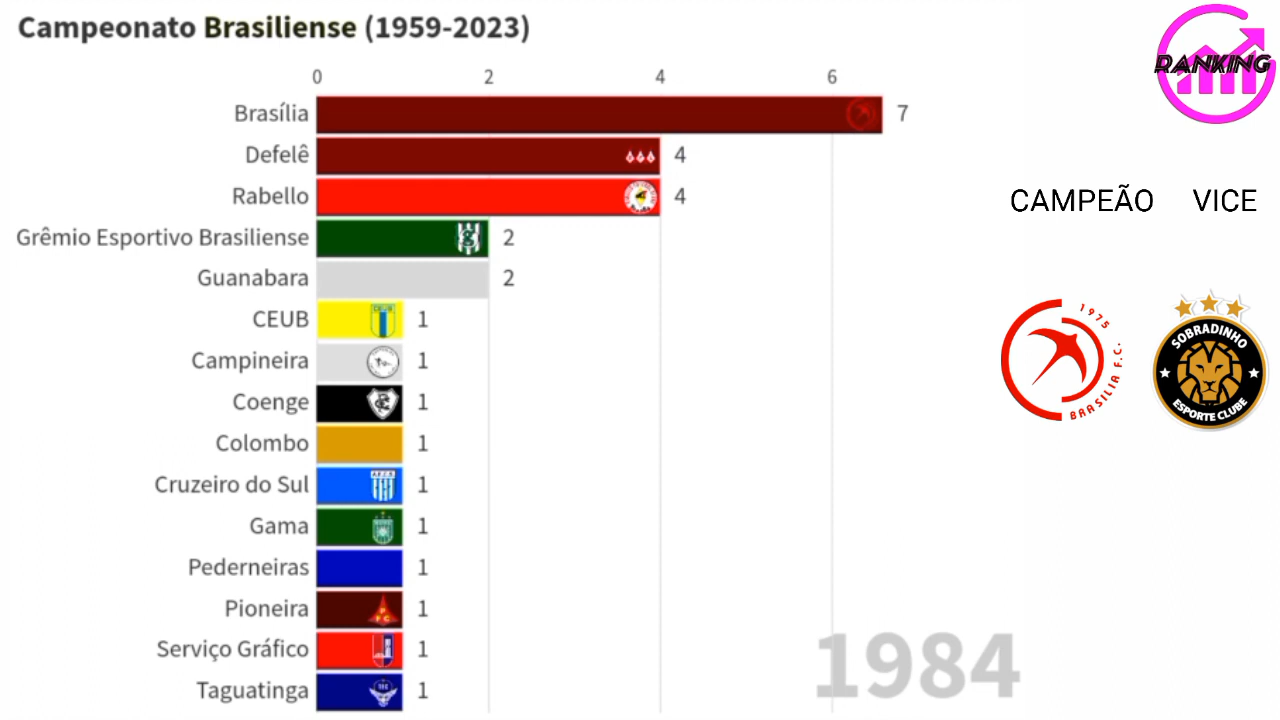 Campeonato Brasiliense (1959-2023)
RANKING
0 2 4 6
Brasília 7
Defelê 4
Rabello 4
Grêmio Esportivo Brasiliense 2
Guanabara 2
CEUB 1
Campineira 1
Coenge 1
Colombo 1
Cruzeiro do Sul 1
Gama 1
Pederneiras 1
Pioneira 1
Serviço Gráfico 1
Taguatinga 1
CAMPEÃO VICE
1975
BRASILIA F.C.
SOBRADINHO
ESPORTE CLUBE
1984